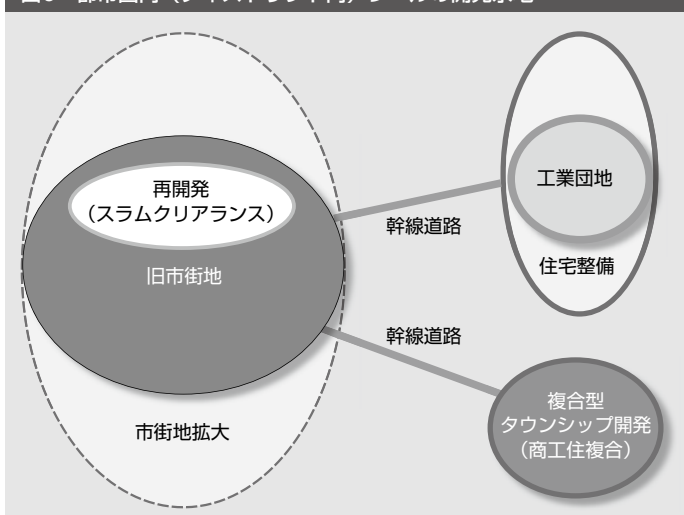 再開発
(スラムクリアランス)
旧市街地
市街地拡大
幹線道路
幹線道路
工業団地
住宅整備
複合型
タウンシップ開発
(商工住複合)